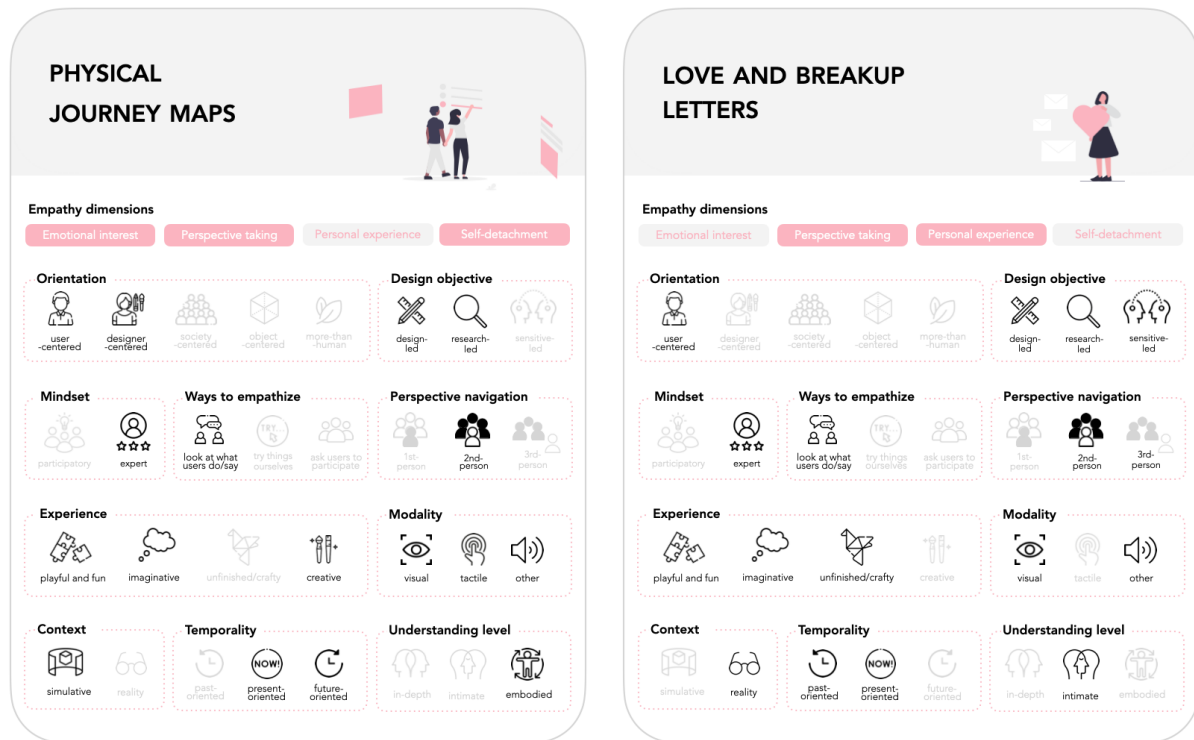 PHYSICAL
JOURNEY MAPS
Empathy dimensions
Emotional interest
Perspective taking
Personal experience
Self-detachment
Orientation
user
-centered
designer
-centered
society
-centered
object
-centered
more-than
-human
Design objective
design-
led
research-
led
sensitive-
led
Mindset
participatory
expert
Ways to empathize
look at what
users do/say
TRY...
try things
ourselves
ask users to
participate
Perspective navigation
1st-
person
2nd-
person
3rd-
person
Experience
playful and fun
imaginative
unfinished/crafty
creative
Modality
visual
tactile
other
Context
simulative
reality
Temporality
past-
oriented
NOW!
present-
oriented
future-
oriented
Understanding level
in-depth
intimate
embodied
LOVE AND BREAKUP
LETTERS
Empathy dimensions
Emotional interest
Perspective taking
Personal experience
Self-detachment
Orientation
user
-centered
designer
-centered
society
-centered
object
-centered
more-than
-human
Design objective
design-
led
research-
led
sensitive-
led
Mindset
participatory
expert
Ways to empathize
look at what
users do/say
TRY...
try things
ourselves
ask users to
participate
Perspective navigation
1st-
person
2nd-
person
3rd-
person
Experience
playful and fun
imaginative
unfinished/crafty
creative
Modality
visual
tactile
other
Context
simulative
reality
Temporality
past-
oriented
NOW!
present-
oriented
future-
oriented
Understanding level
in-depth
intimate
embodied